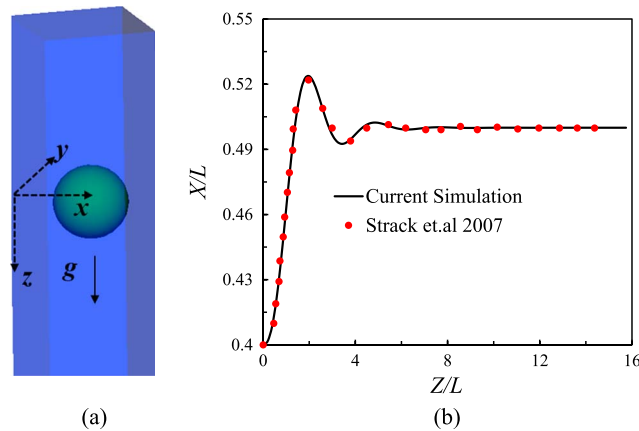 y
x
z
g
(a)
0.55
0.52
0.49
0.46
0.43
0.4
X/L
Current Simulation
Strack et.al 2007
0 4 8 12 16
Z/L
(b)